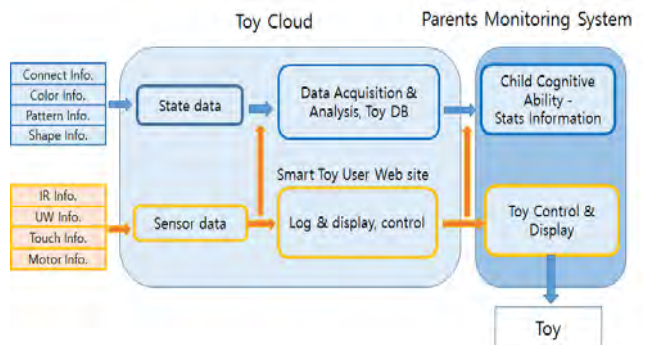 Toy Cloud
Parents Monitoring System
Connect Info.
Color Info.
Pattern Info.
Shape Info.
State data
Data Acquisition &
Analysis, Toy DB
Child Cognitive
Ability -
Stats Information
Smart Toy User Web site
IR Info.
UW Info.
Touch Info.
Motor Info.
Sensor data
Log & display, control
Toy Control &
Display
Toy